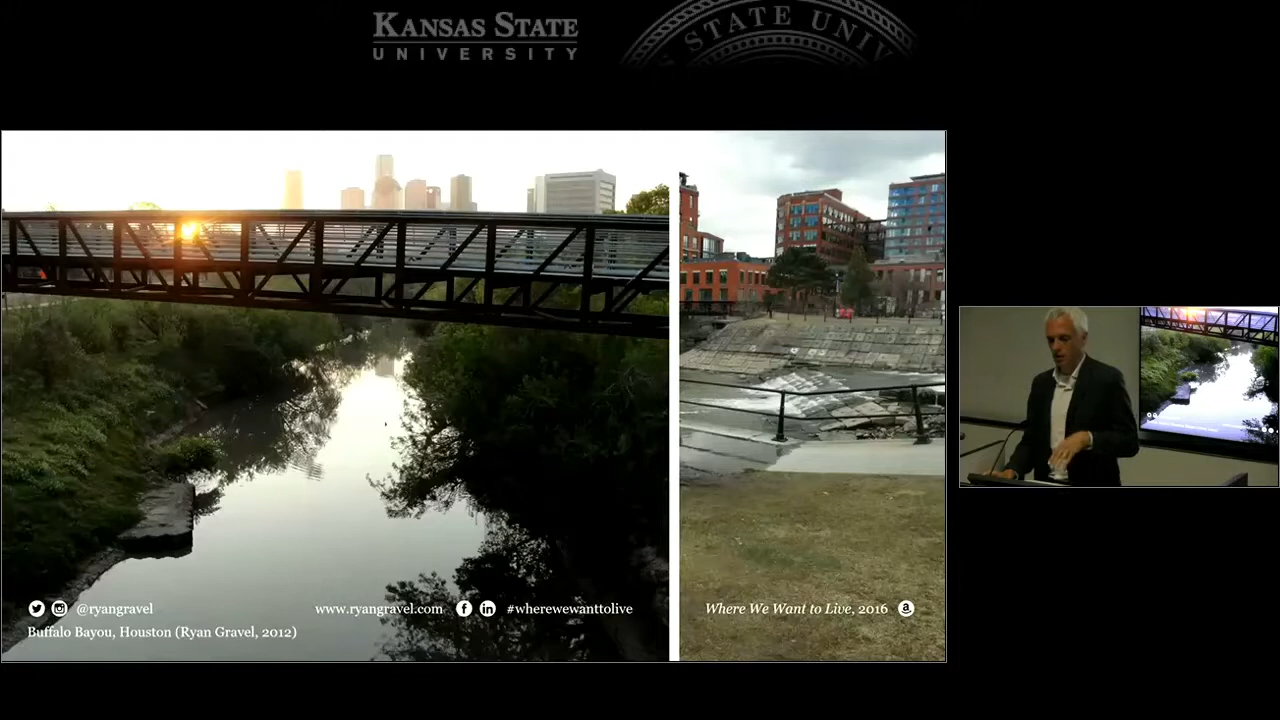 KANSAS STATE
UNIVERSITY
STATE UNIV
@ryangravel
www.ryangravel.com
#wherewewanttolive
Where We Want to Live, 2016
Buffalo Bayou, Houston (Ryan Gravel, 2012)